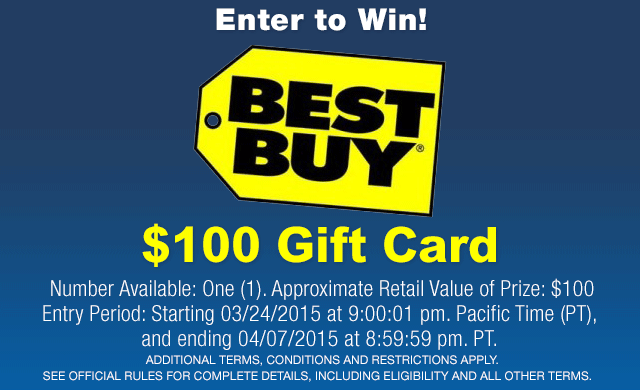 Enter to Win!
BEST
BUY®
$100 Gift Card
Number Available: One (1). Approximate Retail Value of Prize: $100
Entry Period: Starting 03/24/2015 at 9:00:01 pm. Pacific Time (PT),
and ending 04/07/2015 at 8:59:59 pm. PT.
ADDITIONAL TERMS, CONDITIONS AND RESTRICTIONS APPLY.
SEE OFFICIAL RULES FOR COMPLETE DETAILS, INCLUDING ELIGIBILITY AND ALL OTHER TERMS.